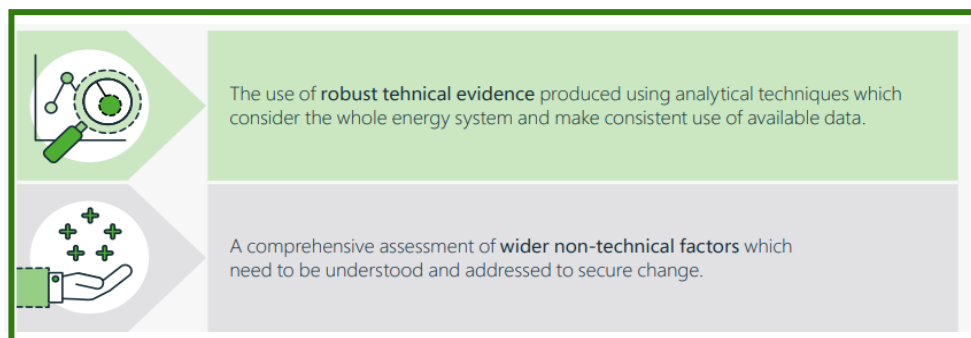 The use of robust tehnical evidence produced using analytical techniques which
consider the whole energy system and make consistent use of available data.
A comprehensive assessment of wider non-technical factors which
need to be understood and addressed to secure change.